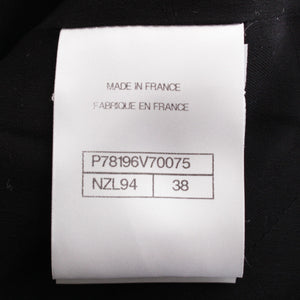 MADE IN FRANCE
FABRIQUE EN FRANCE
P78196V70075
NZL94 38